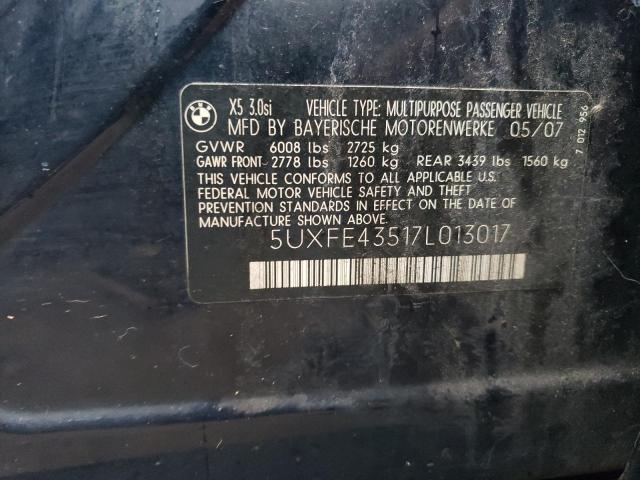 BMW
X5 3.0si VEHICLE TYPE: MULTIPURPOSE PASSENGER VEHICLE
MFD BY BAYERISCHE MOTORENWERKE 05/07
GVWR 6008 lbs 2725 kg
GAWR FRONT 2778 lbs 1260 kg REAR 3439 lbs 1560 kg
THIS VEHICLE CONFORMS TO ALL APPLICABLE U.S.
FEDERAL MOTOR VEHICLE SAFETY AND THEFT
PREVENTION STANDARDS IN EFFECT ON THE DATE OF
MANUFACTURE SHOWN ABOVE.
5UXFE43517L013017
7 012 956